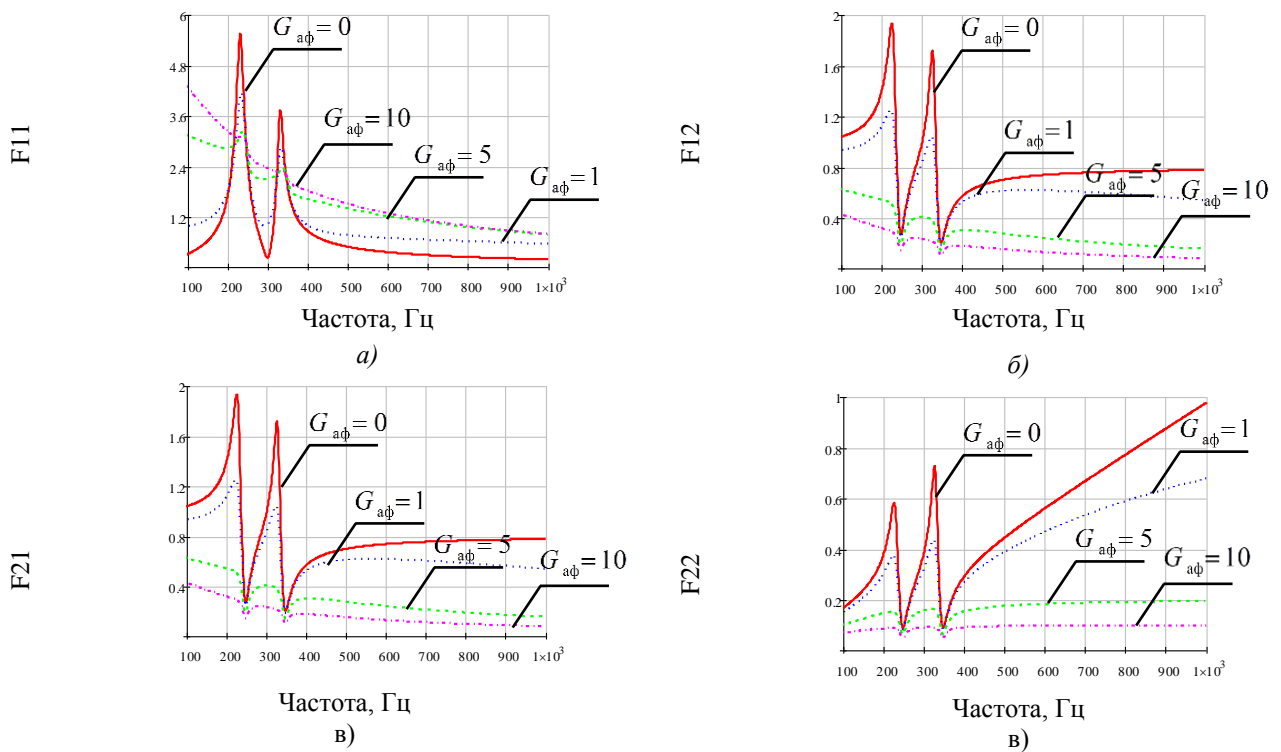 F11
6
4.8
3.6
2.4
1.2
G аф = 0
G аф = 10
G аф = 5
G аф = 1
100 200 300 400 500 600 700 800 900 1×10³
Частота, Гц
а)
F12
2
1.6
1.2
0.8
0.4
G аф = 0
G аф = 1
G аф = 5
G аф = 10
100 200 300 400 500 600 700 800 900 1×10³
Частота, Гц
б)
F21
2
1.6
1.2
0.8
0.4
G аф = 0
G аф = 1
G аф = 5
G аф = 10
100 200 300 400 500 600 700 800 900 1×10³
Частота, Гц
в)
F22
1
0.8
0.6
0.4
0.2
G аф = 0
G аф = 1
G аф = 5
G аф = 10
100 200 300 400 500 600 700 800 900 1×10³
Частота, Гц
в)